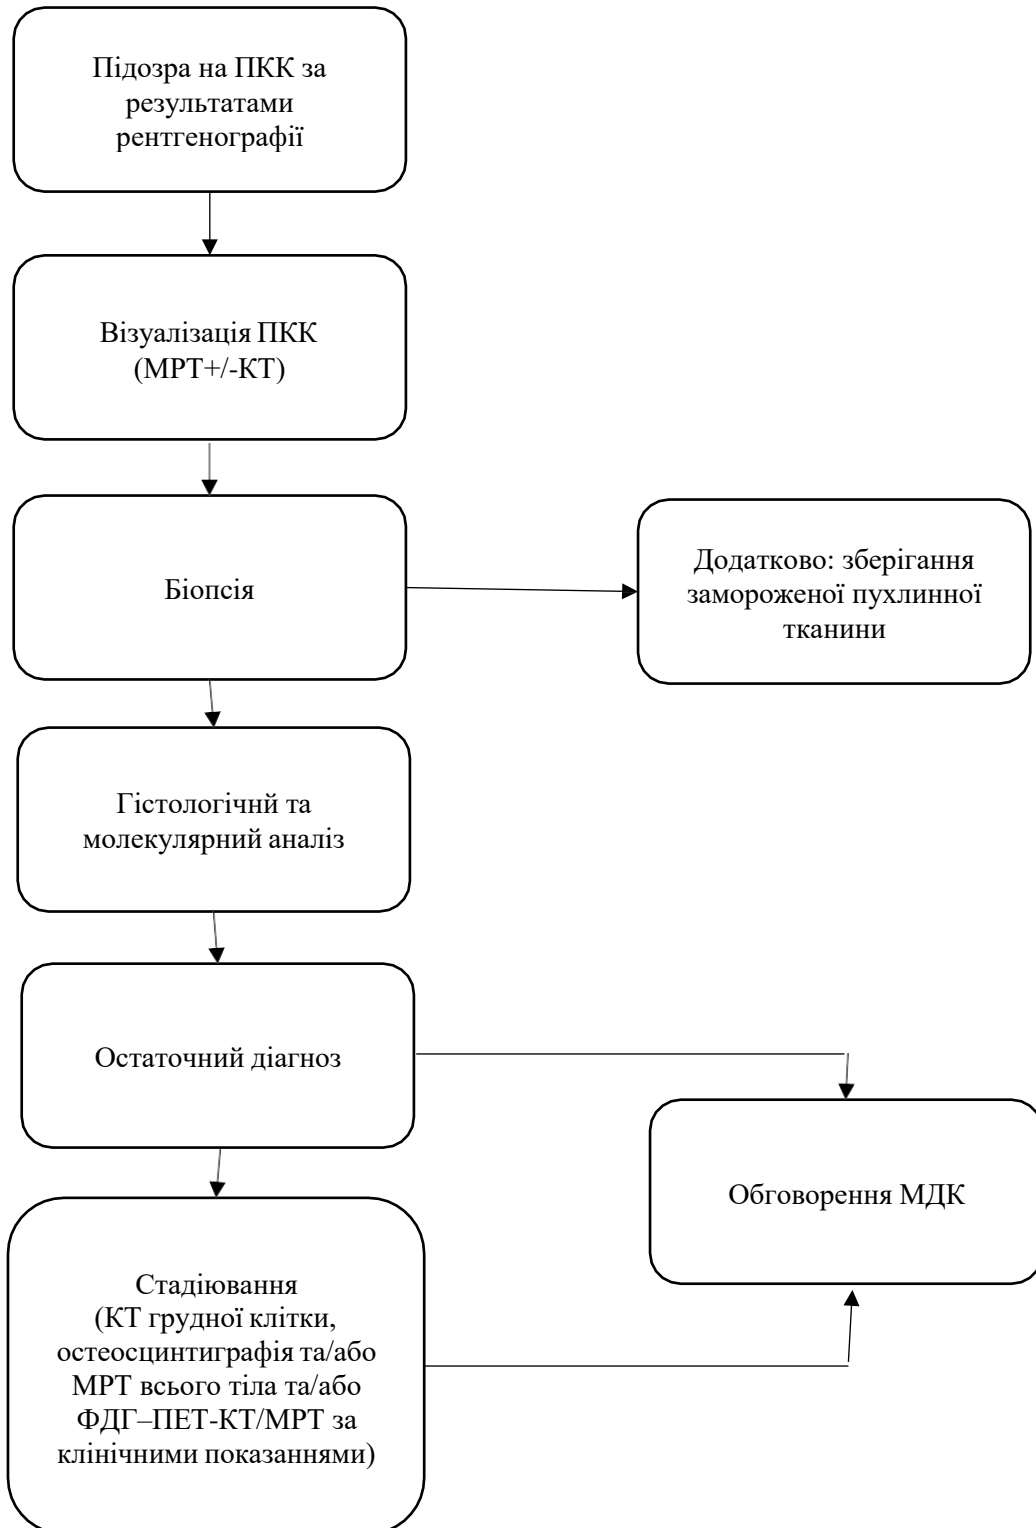 Підозра на ПКК за
результатами
рентгенографії
Візуалізація ПКК
(МРТ+/-КТ)
Біопсія
Додатково: зберігання
замороженої пухлинної
тканини
Гістологічнй та
молекулярний аналіз
Остаточний діагноз
Обговорення МДК
Стадіювання
(КТ грудної клітки,
остеосцинтиграфія та/або
МРТ всього тіла та/або
ФДГ–ПЕТ-КТ/МРТ за
клінічними показаннями)